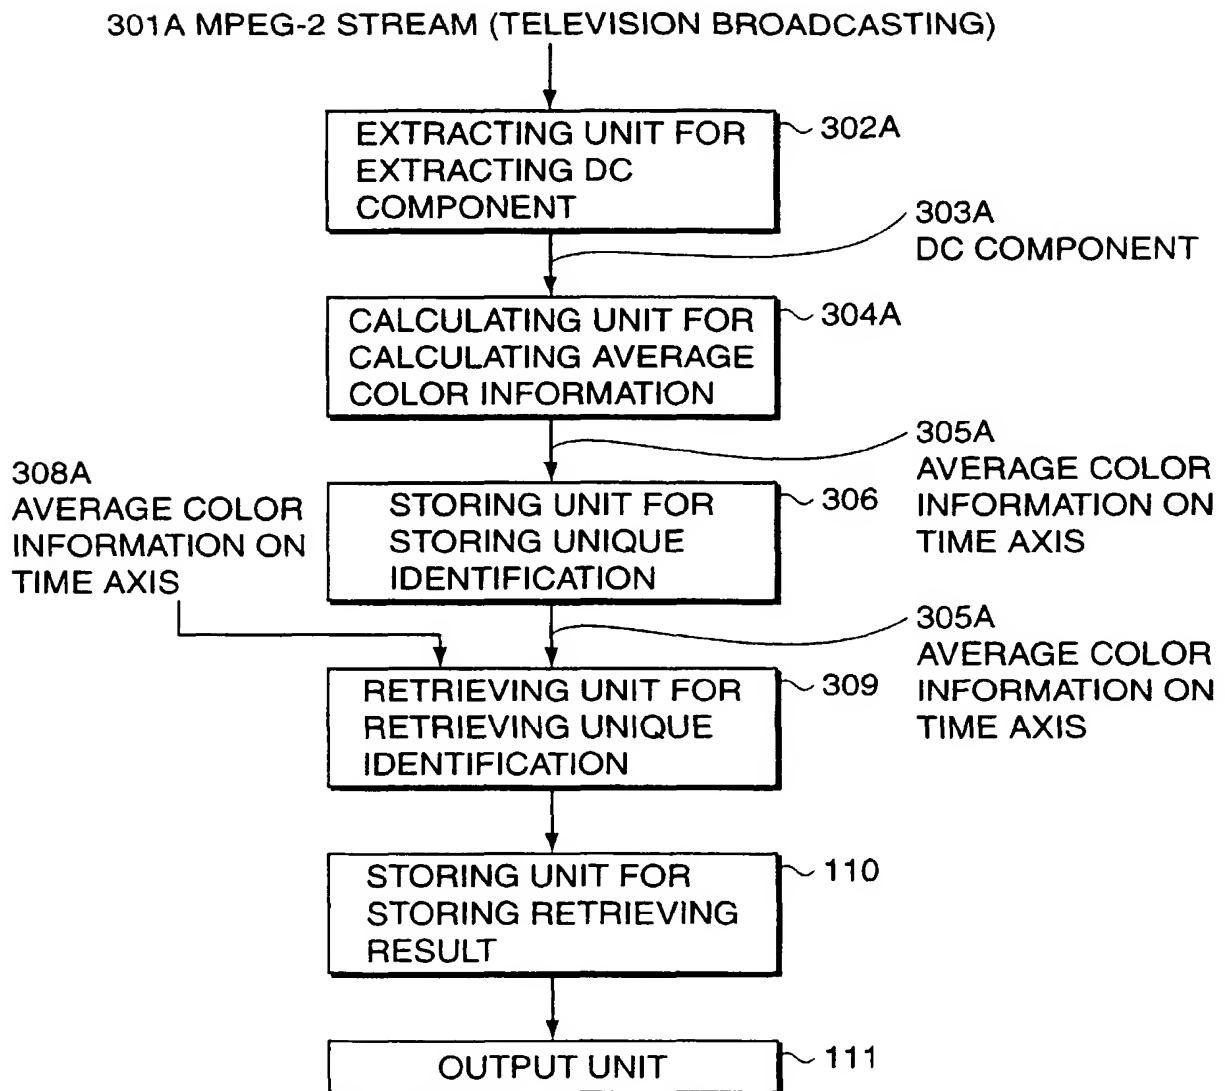 301A MPEG-2 STREAM (TELEVISION BROADCASTING)
EXTRACTING UNIT FOR
EXTRACTING DC
COMPONENT
302A
303A
DC COMPONENT
CALCULATING UNIT FOR
CALCULATING AVERAGE
COLOR INFORMATION
304A
305A
AVERAGE COLOR
INFORMATION ON
TIME AXIS
308A
AVERAGE COLOR
INFORMATION ON
TIME AXIS
STORING UNIT FOR
STORING UNIQUE
IDENTIFICATION
306
305A
AVERAGE COLOR
INFORMATION ON
TIME AXIS
RETRIEVING UNIT FOR
RETRIEVING UNIQUE
IDENTIFICATION
309
STORING UNIT FOR
STORING RETRIEVING
RESULT
110
OUTPUT UNIT
111